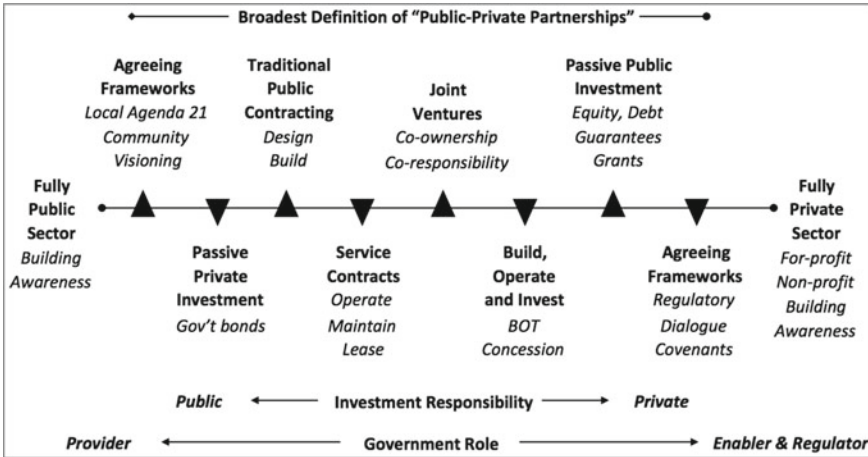 Broadest Definition of “Public-Private Partnerships”
Agreeing
Frameworks
Local Agenda 21
Community
Visioning
Traditional
Public
Contracting
Design
Build
Joint
Ventures
Co-ownership
Co-responsibility
Passive Public
Investment
Equity, Debt
Guarantees
Grants
Fully
Public
Sector
Building
Awareness
Fully
Private
Sector
For-profit
Non-profit
Building
Awareness
Passive
Private
Investment
Gov’t bonds
Service
Contracts
Operate
Maintain
Lease
Build,
Operate
and Invest
BOT
Concession
Agreeing
Frameworks
Regulatory
Dialogue
Covenants
Public Investment Responsibility Private
Provider Government Role Enabler & Regulator